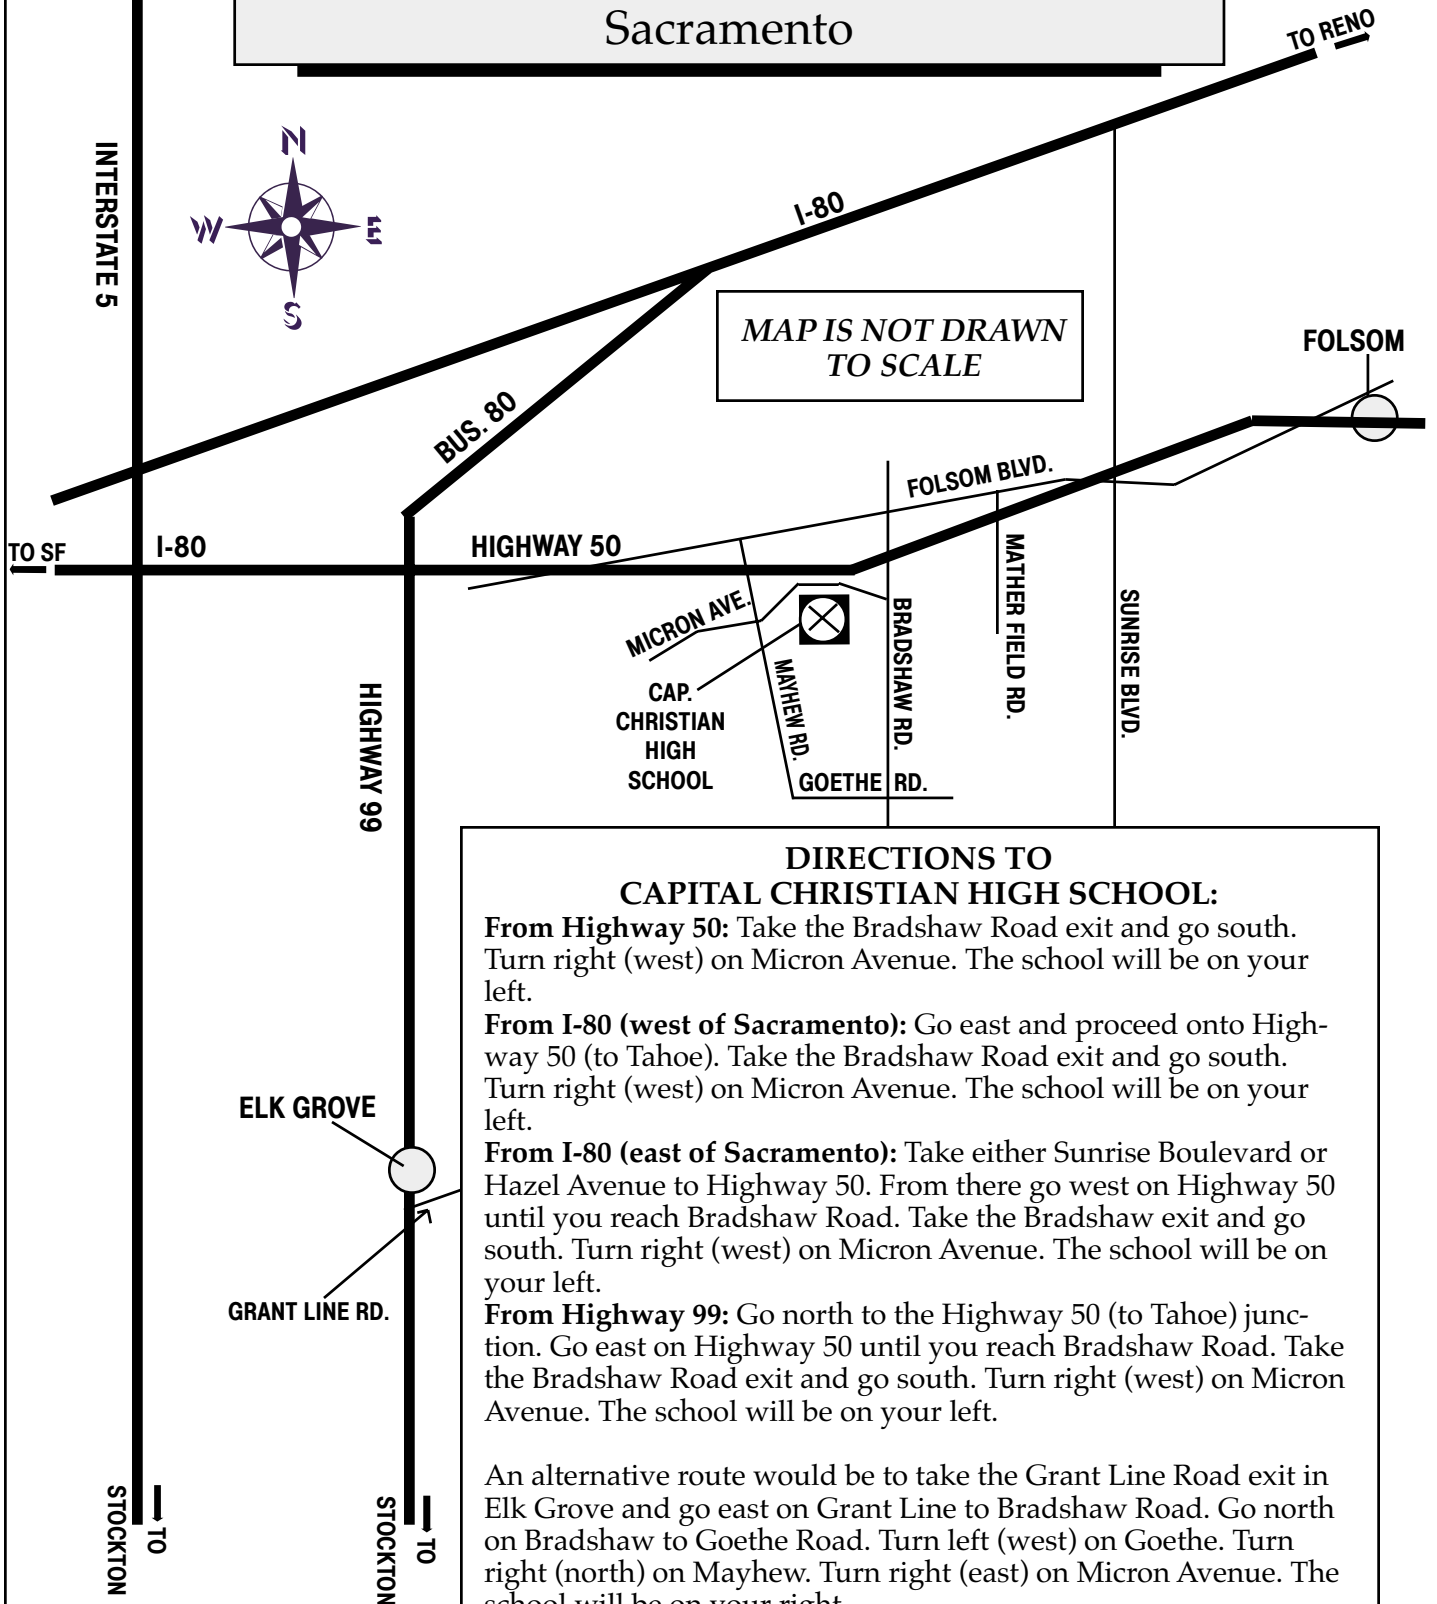 Sacramento
TO RENO
INTERSTATE 5
N
W
E
S
I-80
MAP IS NOT DRAWN
TO SCALE
FOLSOM
BUS. 80
FOLSOM BLVD.
TO SF
I-80
HIGHWAY 50
MICRON AVE.
MAYHEW RD.
BRADSHAW RD.
MATHER FIELD RD.
SUNRISE BLVD.
CAP.
CHRISTIAN
HIGH
SCHOOL
GOETHE RD.
HIGHWAY 99
ELK GROVE
GRANT LINE RD.
TO
STOCKTON
TO
STOCKTON
DIRECTIONS TO
CAPITAL CHRISTIAN HIGH SCHOOL:
From Highway 50: Take the Bradshaw Road exit and go south.
Turn right (west) on Micron Avenue. The school will be on your
left.
From I-80 (west of Sacramento): Go east and proceed onto High-
way 50 (to Tahoe). Take the Bradshaw Road exit and go south.
Turn right (west) on Micron Avenue. The school will be on your
left.
From I-80 (east of Sacramento): Take either Sunrise Boulevard or
Hazel Avenue to Highway 50. From there go west on Highway 50
until you reach Bradshaw Road. Take the Bradshaw exit and go
south. Turn right (west) on Micron Avenue. The school will be on
your left.
From Highway 99: Go north to the Highway 50 (to Tahoe) junc-
tion. Go east on Highway 50 until you reach Bradshaw Road. Take
the Bradshaw Road exit and go south. Turn right (west) on Micron
Avenue. The school will be on your left.
An alternative route would be to take the Grant Line Road exit in
Elk Grove and go east on Grant Line to Bradshaw Road. Go north
on Bradshaw to Goethe Road. Turn left (west) on Goethe. Turn
right (north) on Mayhew. Turn right (east) on Micron Avenue. The
school will be on your right.